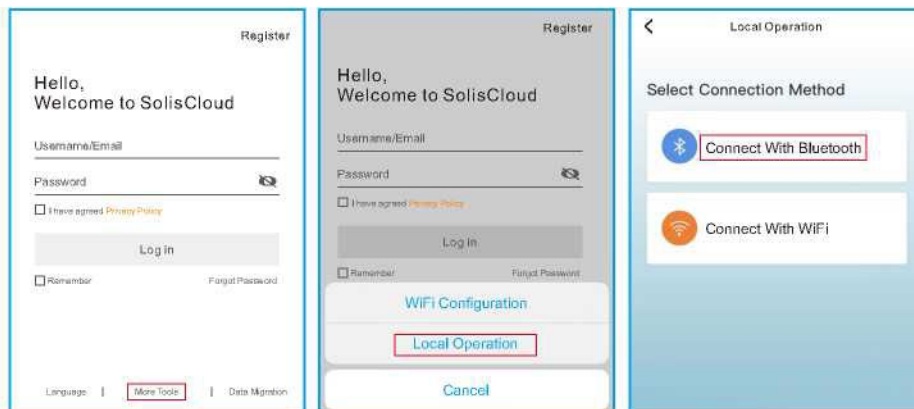 Register
Hello,
Welcome to SolisCloud
Username/Email
Password
I have agreed Privacy Policy
Log in
Remember
Forgot Password
Language | More Tools | Data Migration
Register
Hello,
Welcome to SolisCloud
Username/Email
Password
I have agreed Privacy Policy
Log in
Remember
Forgot Password
WiFi Configuration
Local Operation
Cancel
Local Operation
Select Connection Method
Connect With Bluetooth
Connect With WiFi